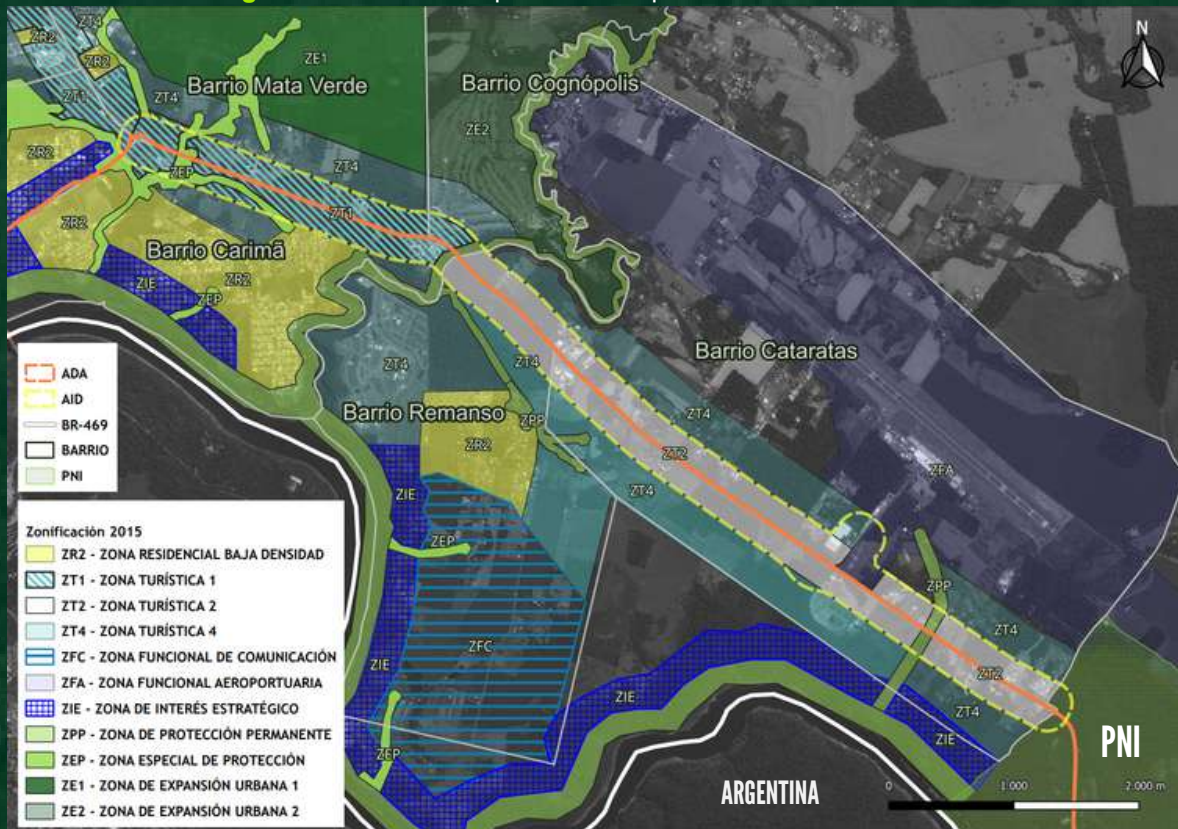 ZR2
ZT4
ZR2
ZE1
Barrio Mata Verde
Barrio Cognópolis
N
ZT1
ZT4
ZE2
ZR2
ZEP
ZT4
ZR2
ZT1
Barrio Carimã
ZR2
ZIE
ZEP
ZT4
ZT4
Barrio Cataratas
ZT4
Barrio Remanso
ZPP
ZR2
ZT2
ZFA
ZT4
ZIE
ZEP
ZPP
ZFC
ZT4
ZIE
ZIE
ZT2
ZT4
ZIE
ZEP
PNI
ARGENTINA
0 1.000 2.000 m
ADA
AID
BR-469
BARRIO
PNI
Zonificación 2015
ZR2 - ZONA RESIDENCIAL BAJA DENSIDAD
ZT1 - ZONA TURÍSTICA 1
ZT2 - ZONA TURÍSTICA 2
ZT4 - ZONA TURÍSTICA 4
ZFC - ZONA FUNCIONAL DE COMUNICACIÓN
ZFA - ZONA FUNCIONAL AEROPORTUARIA
ZIE - ZONA DE INTERÉS ESTRATÉGICO
ZPP - ZONA DE PROTECCIÓN PERMANENTE
ZEP - ZONA ESPECIAL DE PROTECCIÓN
ZE1 - ZONA DE EXPANSIÓN URBANA 1
ZE2 - ZONA DE EXPANSIÓN URBANA 2